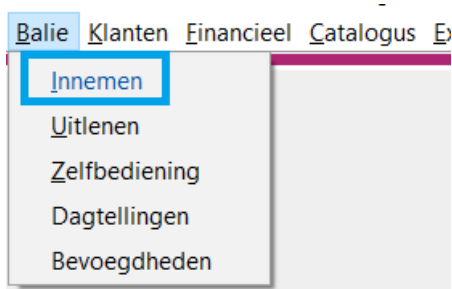 Balie Klanten Financieel Catalogus
Innemen
Uitlenen
Zelfbediening
Dagtellingen
Bevoegdheden